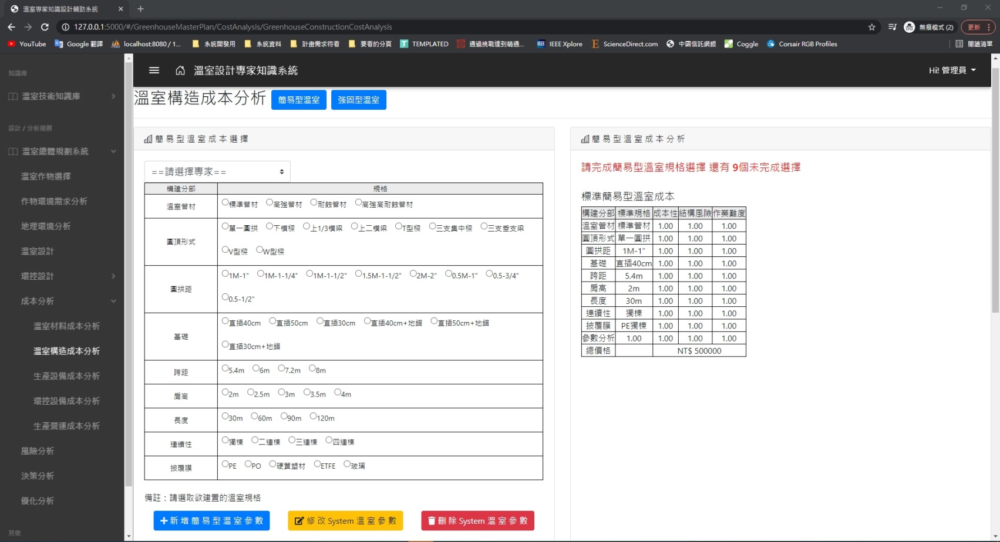 溫室專家知識設計輔助系統
127.0.0.1:5000/#/GreenhouseMasterPlan/CostAnalysis/GreenhouseConstructionCostAnalysis
無痕模式 (2)
更新
YouTube
Google 翻譯
localhost:8080 / 1...
系統開發用
系統資料
計畫需求待看
要看的分頁
TEMPLATED
通過挑戰達到精通...
IEEE Xplore
ScienceDirect.com
中國信託網銀
Coggle
Corsair RGB Profiles
閱讀清單
知識庫
溫室技術知識庫
設計 / 分析規劃
溫室總體規劃系統
溫室作物選擇
作物環境需求分析
地理環境分析
溫室設計
環控設計
成本分析
溫室材料成本分析
溫室構造成本分析
生產設備成本分析
環控設備成本分析
生產營運成本分析
風險分析
決策分析
優化分析
其他
溫室設計專家知識系統
Hi! 管理員
溫室構造成本分析 簡易型溫室 強固型溫室
簡易型溫室成本選擇
==請選擇專家==
構建分部 規格
溫室管材 標準管材 高強管材 耐蝕管材 高強高耐蝕管材
圓頂形式 單一圓拱 下橫樑 上1/3橫梁 上二橫梁 T型樑 三支集中樑 三支垂支梁
V型樑 W型樑
圓拱距 1M-1" 1M-1-1/4" 1M-1-1/2" 1.5M-1-1/2" 2M-2" 0.5M-1" 0.5-3/4"
0.5-1/2"
基礎 直插40cm 直插50cm 直插30cm 直插40cm+地錨 直插50cm+地錨
直插30cm+地錨
跨距 5.4m 6m 7.2m 8m
肩高 2m 2.5m 3m 3.5m 4m
長度 30m 60m 90m 120m
連續性 獨棟 二連棟 三連棟 四連棟
披覆膜 PE PO 硬質塑材 ETFE 玻璃
備註：請選取欲建置的溫室規格
新增簡易型溫室參數
修改System溫室參數
刪除System溫室參數
簡易型溫室成本分析
請完成簡易型溫室規格選擇 還有 9個未完成選擇
標準簡易型溫室成本
構建分部 標準規格 成本性 結構風險 作業難度
溫室管材 標準管材 1.00 1.00 1.00
圓頂形式 單一圓拱 1.00 1.00 1.00
圓拱距 1M-1" 1.00 1.00 1.00
基礎 直插40cm 1.00 1.00 1.00
跨距 5.4m 1.00 1.00 1.00
肩高 2m 1.00 1.00 1.00
長度 30m 1.00 1.00 1.00
連續性 獨棟 1.00 1.00 1.00
披覆膜 PE獨棟 1.00 1.00 1.00
參數分析 1.00 1.00 1.00 1.00
總價格 NT$ 500000